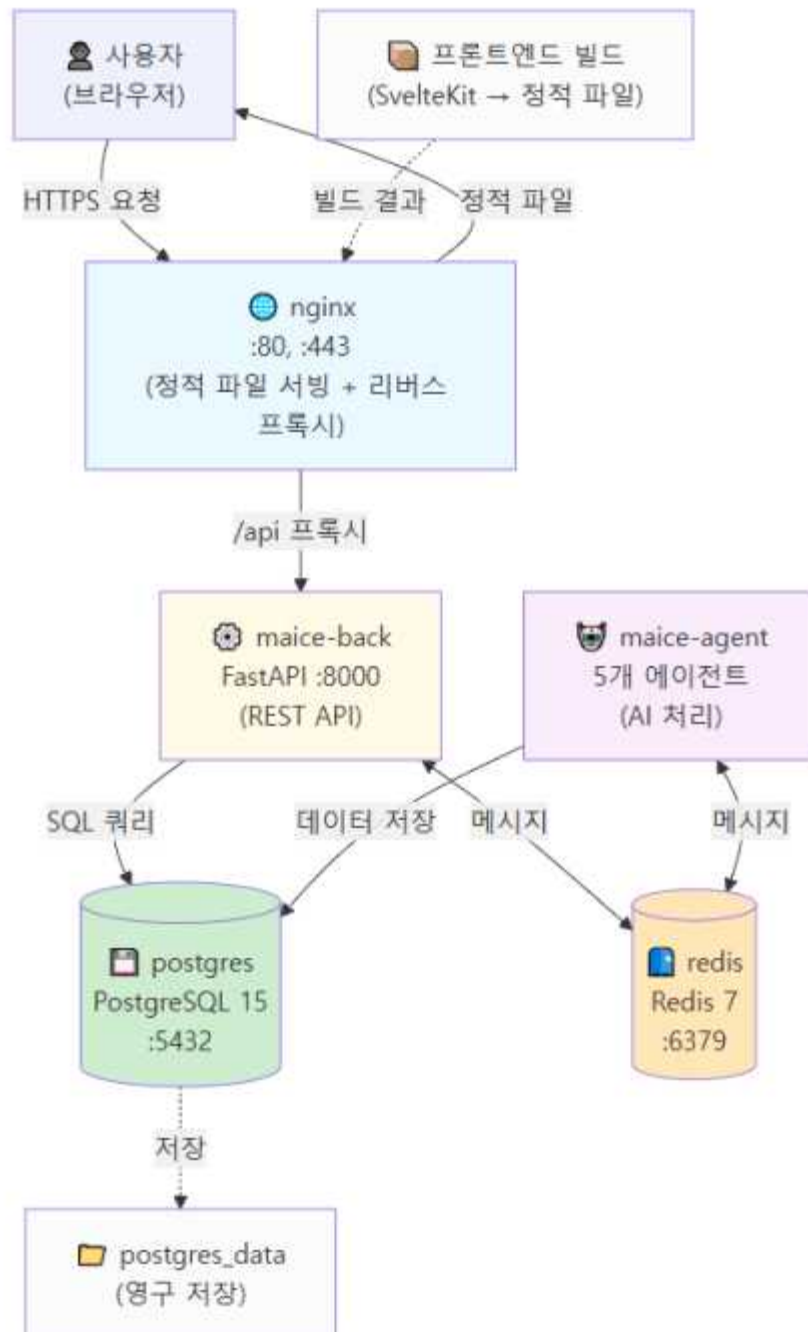 사용자
(브라우저)
프론트엔드 빌드
(SvelteKit → 정적 파일)
HTTPS 요청
빌드 결과
정적 파일
nginx
:80, :443
(정적 파일 서빙 + 리버스
프록시)
/api 프록시
maice-back
FastAPI :8000
(REST API)
maice-agent
5개 에이전트
(AI 처리)
SQL 쿼리
데이터 저장
메시지
메시지
postgres
PostgreSQL 15
:5432
redis
Redis 7
:6379
저장
postgres_data
(영구 저장)